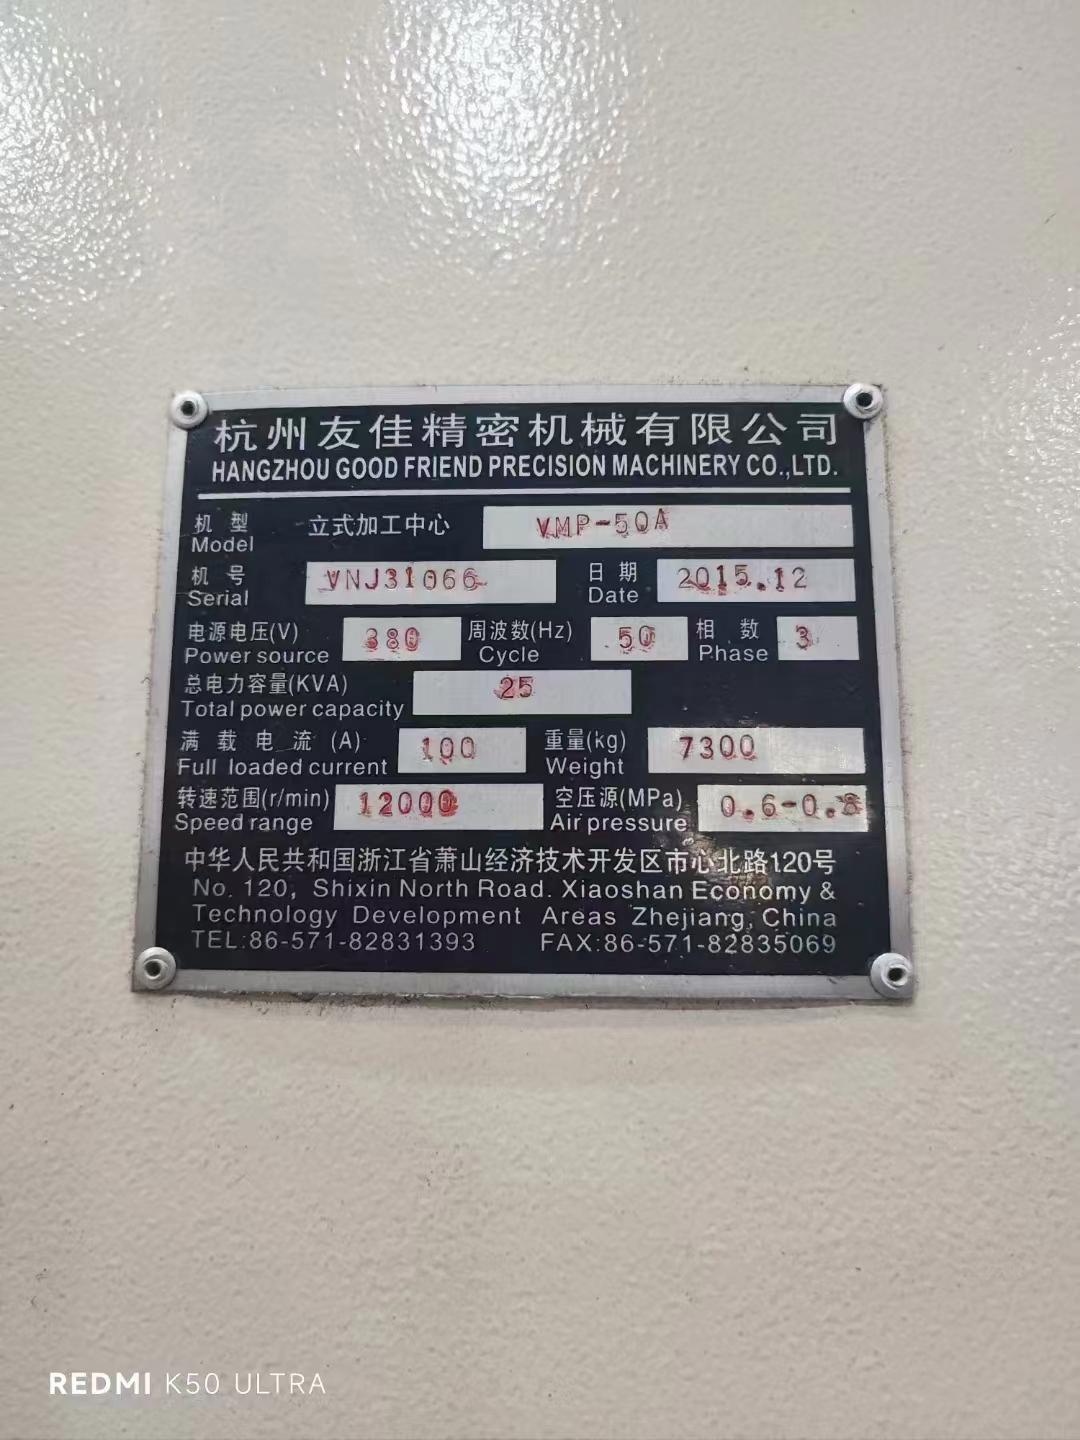 杭州友佳精密机械有限公司
HANGZHOU GOOD FRIEND PRECISION MACHINERY CO.,LTD.
机型 立式加工中心 VMP-50A
Model
机号 VNJ31066 日期 2015.12
Serial Date
电源电压(V) 380 周波数(Hz) 50 相数 3
Power source Cycle Phase
总电力容量(KVA) 25
Total power capacity
满载电流(A) 100 重量(kg) 7300
Full loaded current Weight
转速范围(r/min) 12000 空压源(MPa) 0.6-0.8
Speed range Air pressure
中华人民共和国浙江省萧山经济技术开发区市心北路120号
No. 120, Shixin North Road. Xiaoshan Economy &
Technology Development Areas Zhejiang, China
TEL:86-571-82831393 FAX:86-571-82835069
REDMI K50 ULTRA